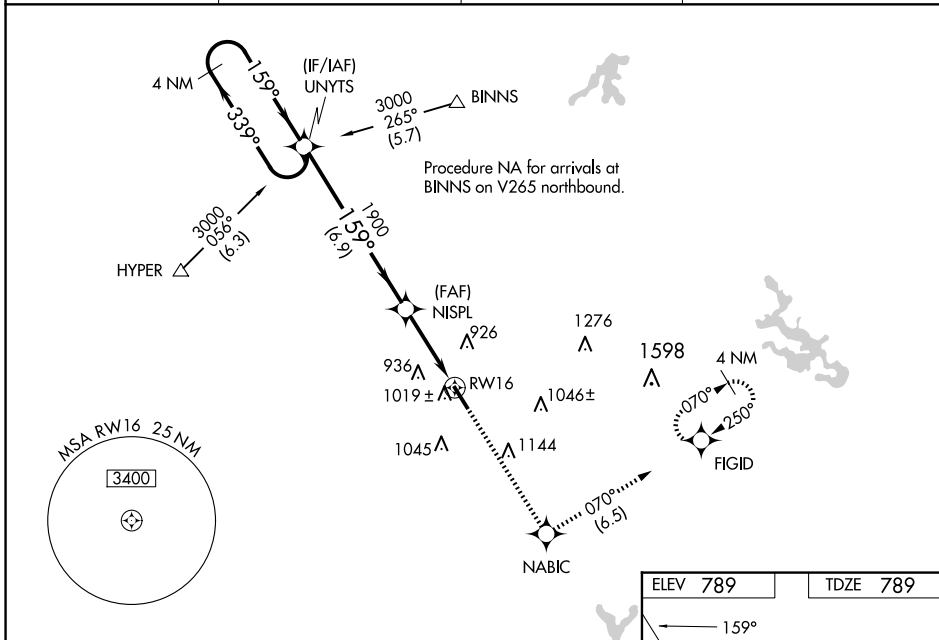 (IF/IAF)
UNYTS
4 NM
159°
339°
BINNS
3000
265°
(5.7)
Procedure NA for arrivals at
BINNS on V265 northbound.
3000
056°
(6.3)
HYPER
1900
159°
(6.9)
(FAF)
NISPL
926
1276
1598
936
RW16
1019 ±
1046±
1045
1144
4 NM
070°
250°
FIGID
MSA RW16 25 NM
3400
070°
(6.5)
NABIC
ELEV 789
TDZE 789
159°